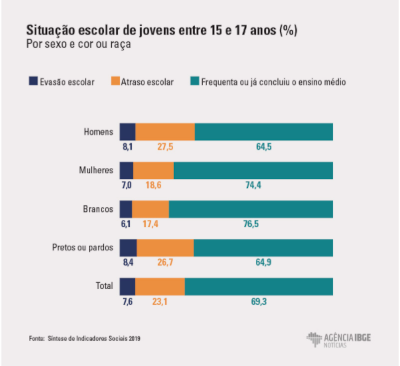 Situação escolar de jovens entre 15 e 17 anos (%)
Por sexo e cor ou raça
Evasão escolar Atraso escolar Frequenta ou já concluiu o ensino médio
Homens
8,1 27,5 64,5
Mulheres
7,0 18,6 74,4
Brancos
6,1 17,4 76,5
Pretos ou pardos
8,4 26,7 64,9
Total
7,6 23,1 69,3
Fonte: Síntese de Indicadores Sociais 2019
AGÊNCIA IBGE
NOTÍCIAS